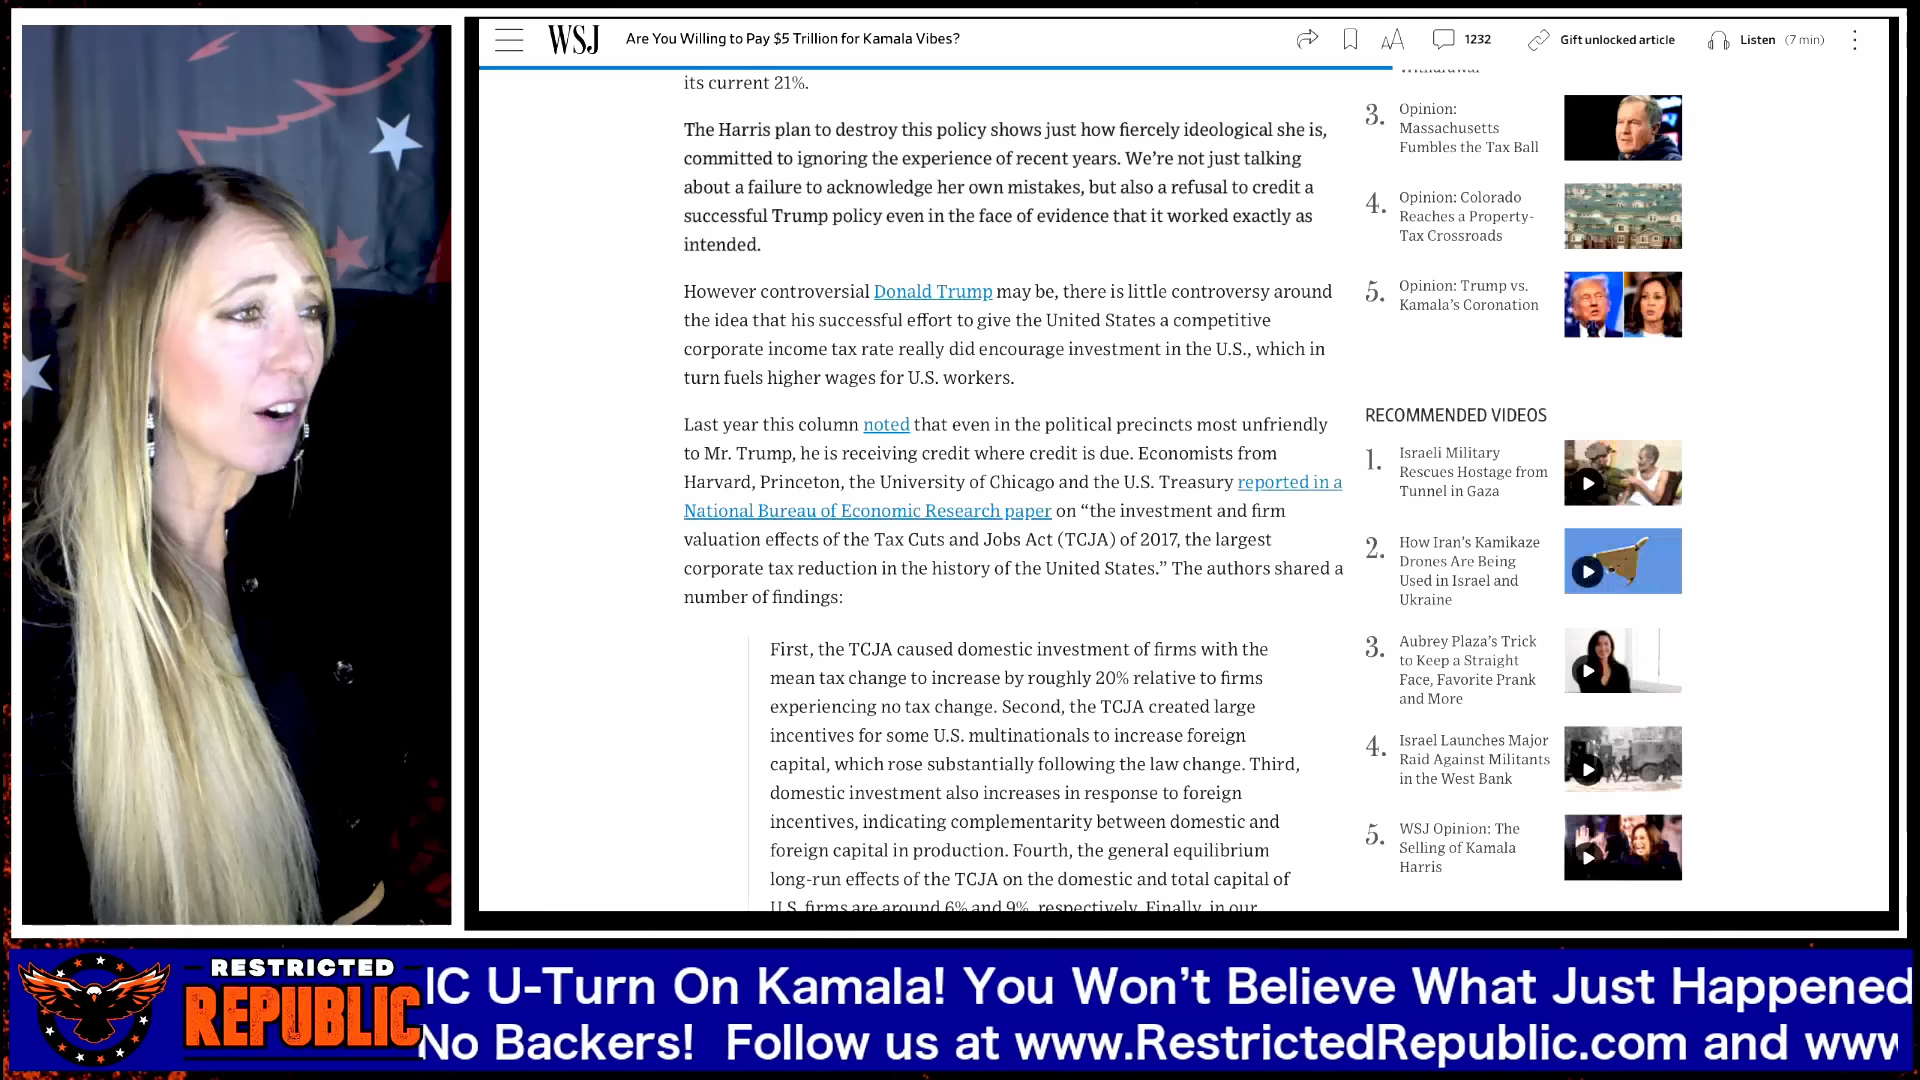 WSJ
Are You Willing to Pay $5 Trillion for Kamala Vibes?
1232
Gift unlocked article
Listen (7 min)
its current 21%.
The Harris plan to destroy this policy shows just how fiercely ideological she is,
committed to ignoring the experience of recent years. We’re not just talking
about a failure to acknowledge her own mistakes, but also a refusal to credit a
successful Trump policy even in the face of evidence that it worked exactly as
intended.
However controversial Donald Trump may be, there is little controversy around
the idea that his successful effort to give the United States a competitive
corporate income tax rate really did encourage investment in the U.S., which in
turn fuels higher wages for U.S. workers.
Last year this column noted that even in the political precincts most unfriendly
to Mr. Trump, he is receiving credit where credit is due. Economists from
Harvard, Princeton, the University of Chicago and the U.S. Treasury reported in a
National Bureau of Economic Research paper on “the investment and firm
valuation effects of the Tax Cuts and Jobs Act (TCJA) of 2017, the largest
corporate tax reduction in the history of the United States.” The authors shared a
number of findings:
First, the TCJA caused domestic investment of firms with the
mean tax change to increase by roughly 20% relative to firms
experiencing no tax change. Second, the TCJA created large
incentives for some U.S. multinationals to increase foreign
capital, which rose substantially following the law change. Third,
domestic investment also increases in response to foreign
incentives, indicating complementarity between domestic and
foreign capital in production. Fourth, the general equilibrium
long-run effects of the TCJA on the domestic and total capital of
U.S. firms are around 6% and 9%, respectively. Finally, in our
3.
Opinion:
Massachusetts
Fumbles the Tax Ball
4.
Opinion: Colorado
Reaches a Property-
Tax Crossroads
5.
Opinion: Trump vs.
Kamala’s Coronation
RECOMMENDED VIDEOS
1.
Israeli Military
Rescues Hostage from
Tunnel in Gaza
2.
How Iran’s Kamikaze
Drones Are Being
Used in Israel and
Ukraine
3.
Aubrey Plaza’s Trick
to Keep a Straight
Face, Favorite Prank
and More
4.
Israel Launches Major
Raid Against Militants
in the West Bank
5.
WSJ Opinion: The
Selling of Kamala
Harris
RESTRICTED
REPUBLIC
IC U-Turn On Kamala! You Won’t Believe What Just Happened
No Backers! Follow us at www.RestrictedRepublic.com and www